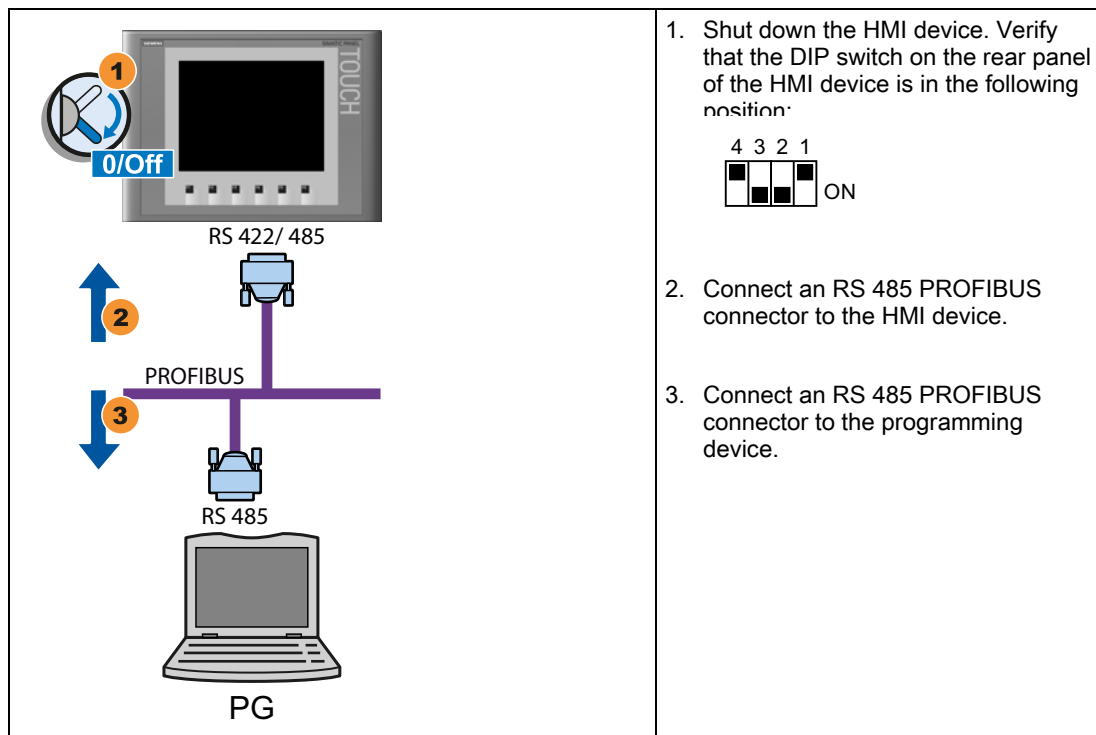 SIEMENS
SIMATIC PANEL
TOUCH
1
0/Off
RS 422/ 485
2
PROFIBUS
3
RS 485
PG
1. Shut down the HMI device. Verify
that the DIP switch on the rear panel
of the HMI device is in the following
position:
4 3 2 1
ON
2. Connect an RS 485 PROFIBUS
connector to the HMI device.
3. Connect an RS 485 PROFIBUS
connector to the programming
device.